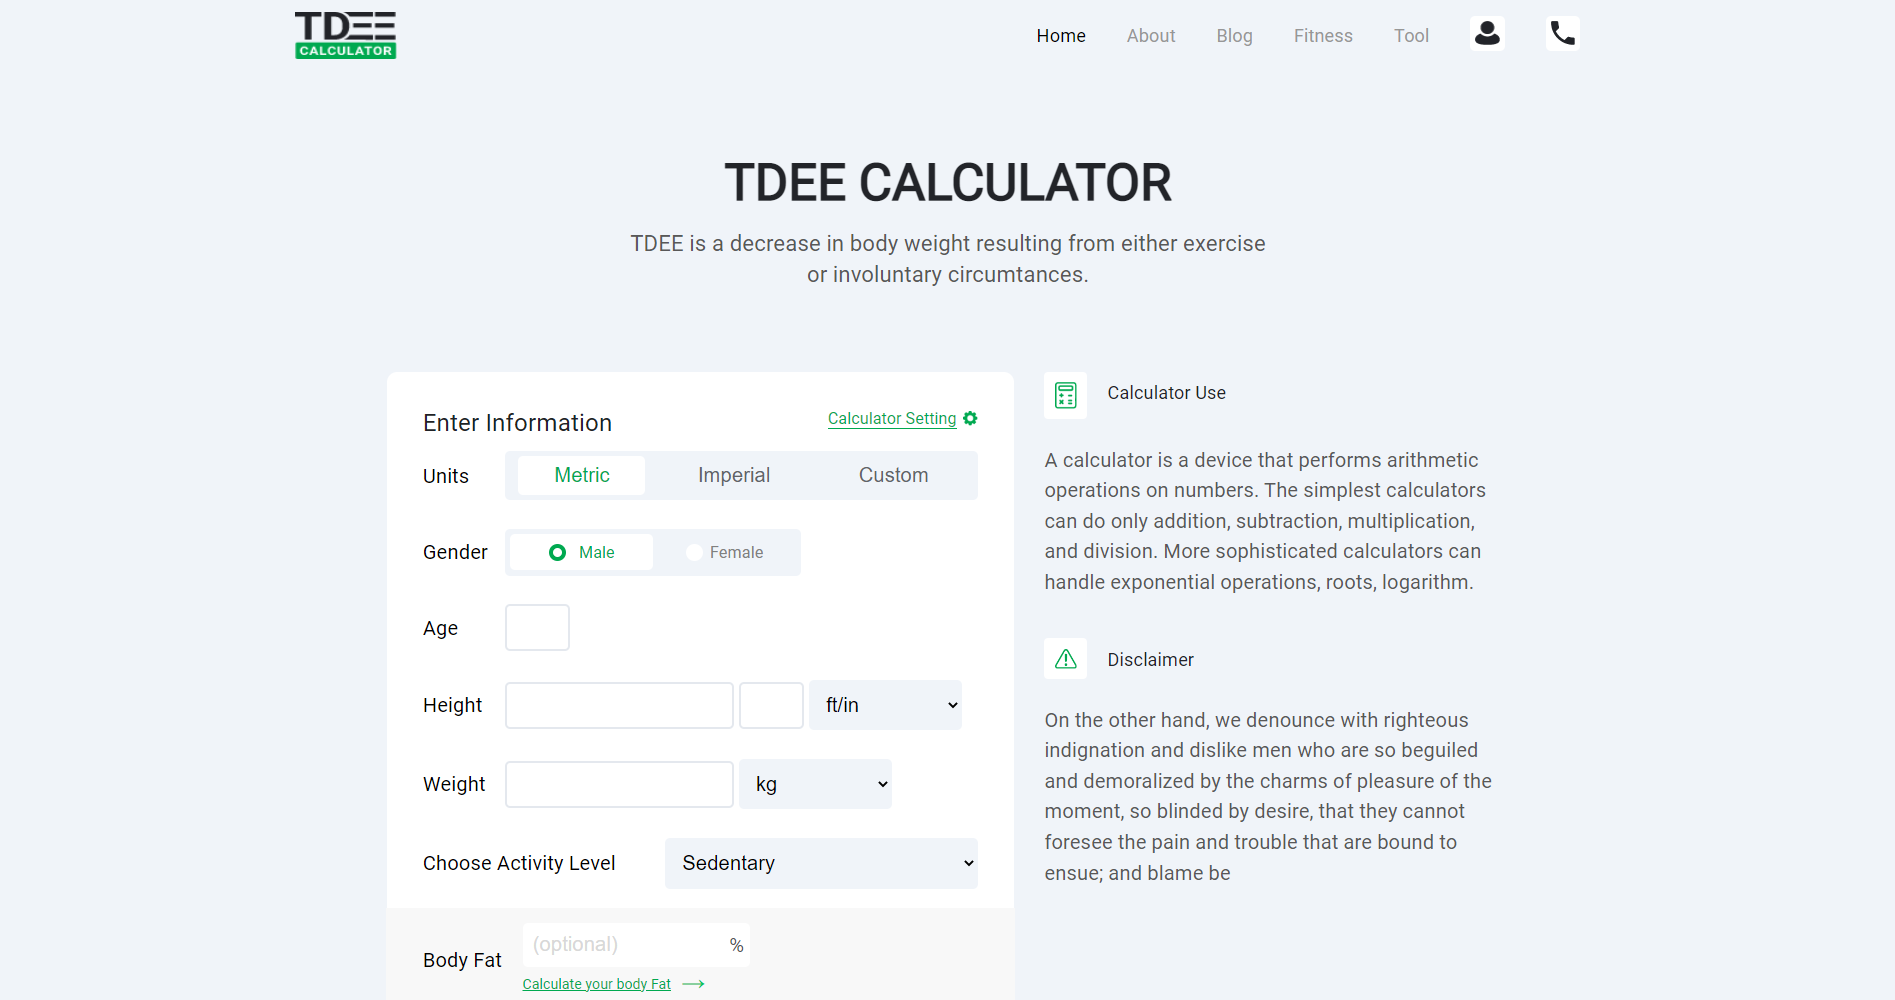 TDEE
CALCULATOR
Home About Blog Fitness Tool
TDEE CALCULATOR
TDEE is a decrease in body weight resulting from either exercise
or involuntary circumtances.
Enter Information
Calculator Setting
Units Metric Imperial Custom
Gender Male Female
Age
Height ft/in
Weight kg
Choose Activity Level Sedentary
Body Fat (optional) %
Calculate your body Fat
Calculator Use
A calculator is a device that performs arithmetic
operations on numbers. The simplest calculators
can do only addition, subtraction, multiplication,
and division. More sophisticated calculators can
handle exponential operations, roots, logarithm.
Disclaimer
On the other hand, we denounce with righteous
indignation and dislike men who are so beguiled
and demoralized by the charms of pleasure of the
moment, so blinded by desire, that they cannot
foresee the pain and trouble that are bound to
ensue; and blame be